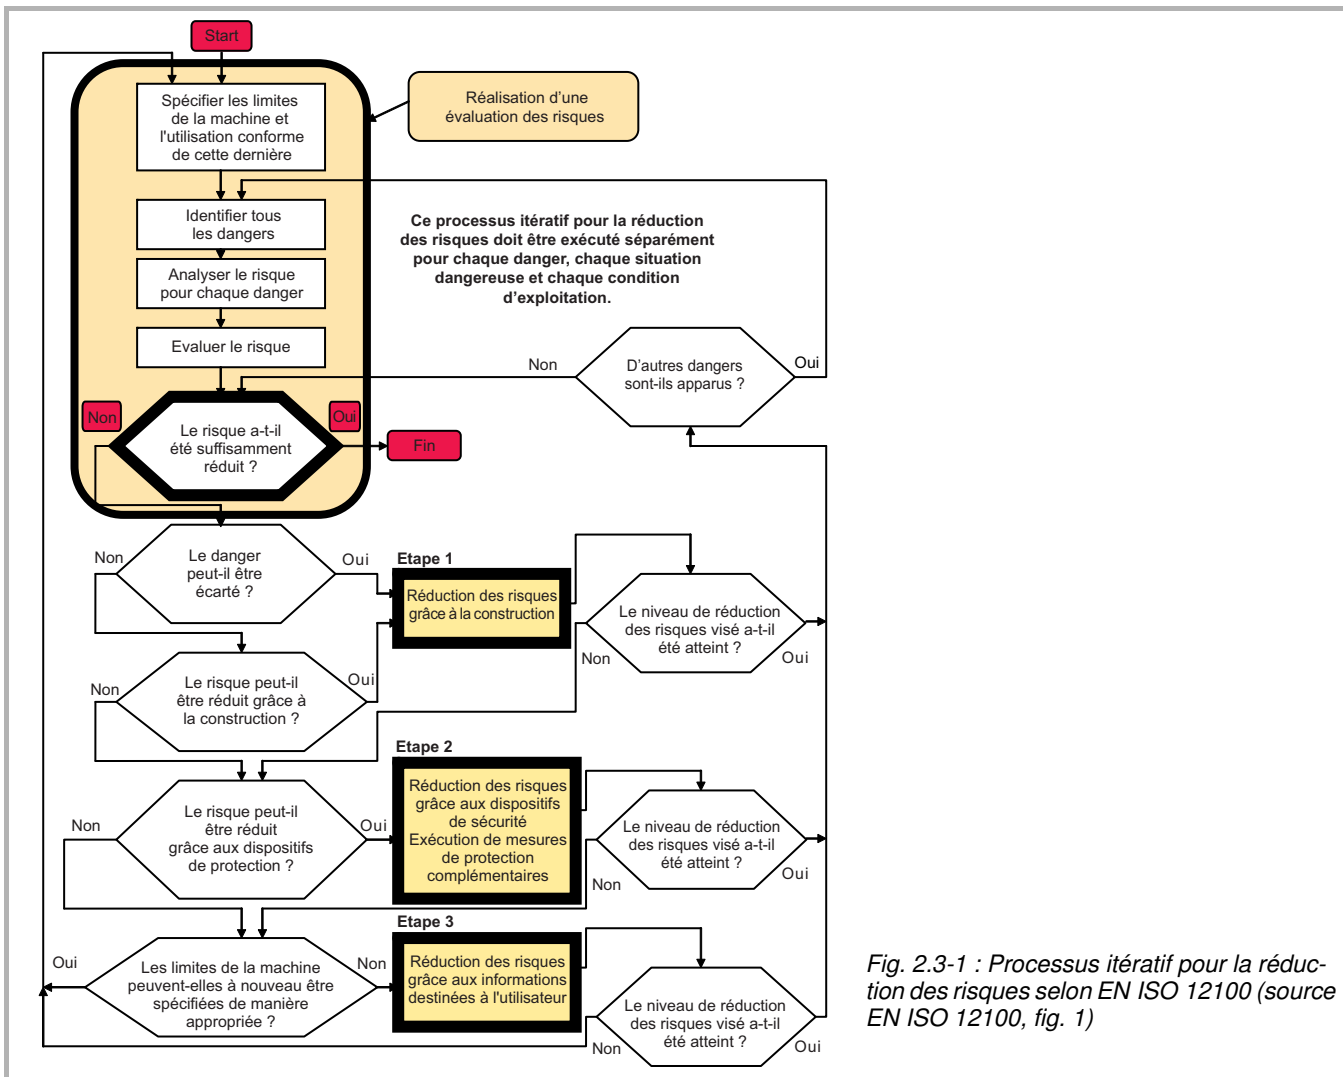 Start
Spécifier les limites
de la machine et
l'utilisation conforme
de cette dernière
Réalisation d'une
évaluation des risques
Identifier tous
les dangers
Ce processus itératif pour la réduction
des risques doit être exécuté séparément
pour chaque danger, chaque situation
dangereuse et chaque condition
d'exploitation.
Analyser le risque
pour chaque danger
Evaluer le risque
Non
D'autres dangers
sont-ils apparus ?
Oui
Non
Oui
Le risque a-t-il
été suffisamment
réduit ?
Fin
Non
Le danger
peut-il être
écarté ?
Oui
Etape 1
Réduction des risques
grâce à la construction
Le niveau de réduction
des risques visé a-t-il
été atteint ?
Non
Oui
Non
Le risque peut-il
être réduit grâce à
la construction ?
Oui
Etape 2
Réduction des risques
grâce aux dispositifs
de sécurité
Exécution de mesures
de protection
complémentaires
Non
Le risque peut-il
être réduit
grâce aux dispositifs
de protection ?
Oui
Le niveau de réduction
des risques visé a-t-il
été atteint ?
Non
Oui
Etape 3
Oui
Les limites de la machine
peuvent-elles à nouveau être
spécifiées de manière
appropriée ?
Non
Réduction des risques
grâce aux informations
destinées à l'utilisateur
Le niveau de réduction
des risques visé a-t-il
été atteint ?
Non
Oui
Fig. 2.3-1 : Processus itératif pour la réduc-
tion des risques selon EN ISO 12100 (source
EN ISO 12100, fig. 1)